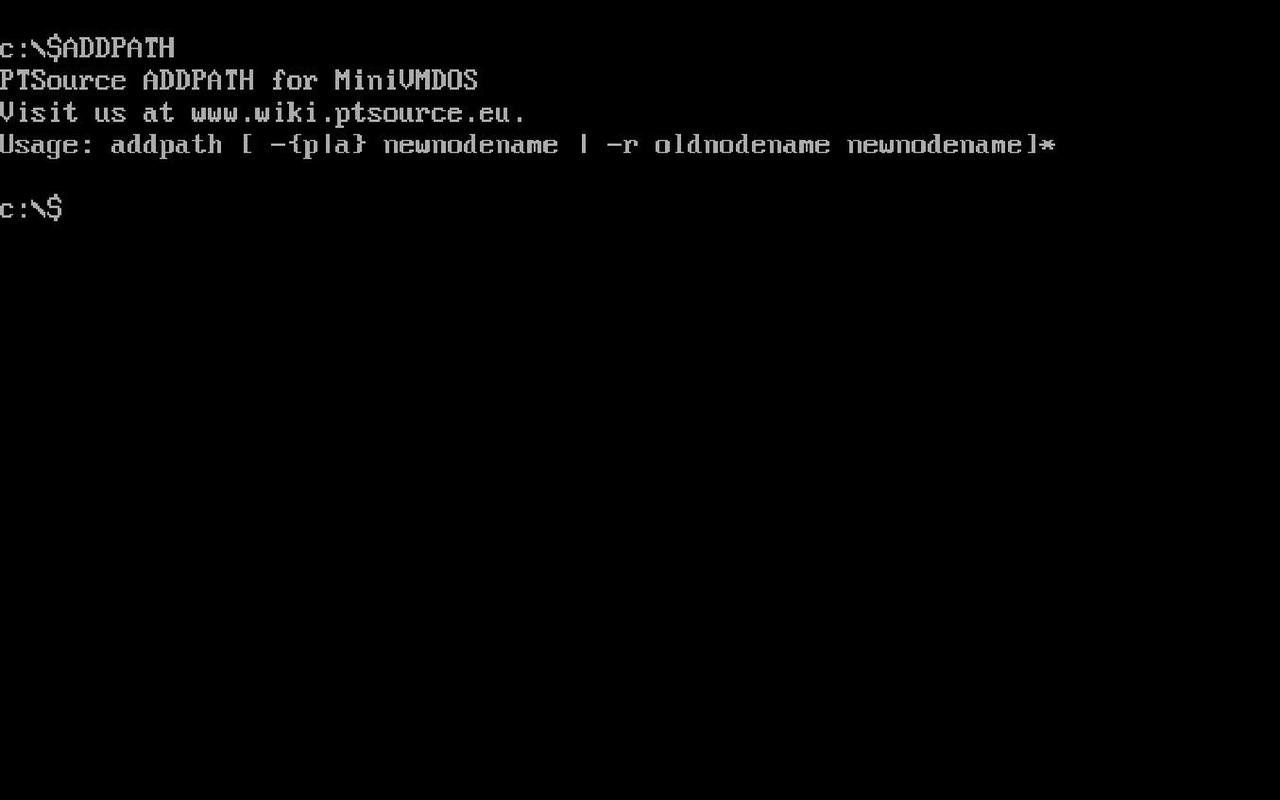 c:\$ADDPATH
PTSource ADDPATH for MiniVMDOS
Visit us at www.wiki.ptsource.eu.
Usage: addpath [ -{p|a} newnodename | -r oldnodename newnodename]*
c:\$